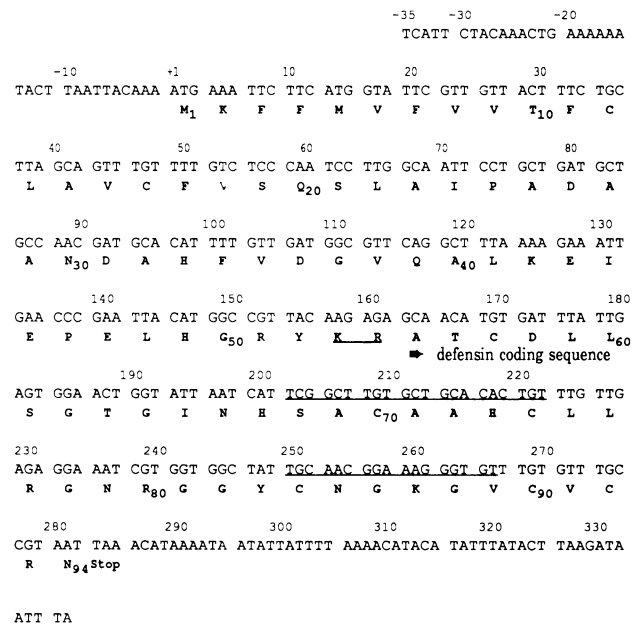 -35 -30 -20
TCATT CTACAAACTG AAAAAA
-10 +1 10 20 30
TACT TTAATTACAAA ATG AAA TTC TTC ATG GTA TTC GTT GTT ACT TTC TGC
M1 K F F M V F V V T10 F C
40 50 60 70 80
TTA GCA GTT TGT TTT GTC TCC CAA TCC TTG GCA ATT CCT GCT GAT GCT
L A V C F V S Q20 S L A I P A D A
90 100 110 120 130
GCC AAC GAT GCA CAT TTT GTT GAT GGC GTT CAG GCT TTA AAA GAA ATT
A N30 D A H F V D G V Q A40 L K E I
140 150 160 170 180
GAA CCC GAA TTA CAT GGC CGT TAC AAG AGA GCA ACA TGT GAT TTA TTG
E P E L H G50 R Y K R A T C D L L60
➨ defensin coding sequence
190 200 210 220
AGT GGA ACT GGT ATT AAT CAT TCG GCT TGT GCT GCA CAC TGT TTG TTG
S G T G I N H S A C70 A A H C L L
230 240 250 260 270
AGA GGA AAT CGT GGT GGC TAT TGC AAC GGA AAG GGT GTT TGT GTT TGC
R G N R80 G G Y C N G K G V C90 V C
280 290 300 310 320 330
CGT AAT TAA ACATAAAATA ATATTATTTT AAAACATACA TATTTATACTT TAAGATA
R N94 Stop
ATT TA